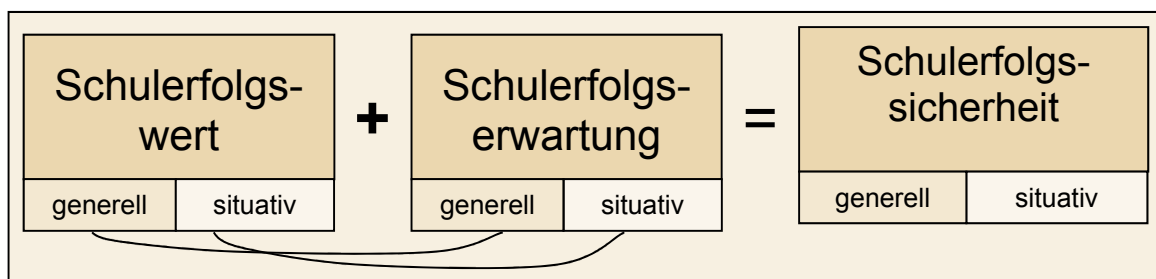 Schulerfolgs-
wert
generell
situativ
+
Schulerfolgs-
erwartung
generell
situativ
=
Schulerfolgs-
sicherheit
generell
situativ